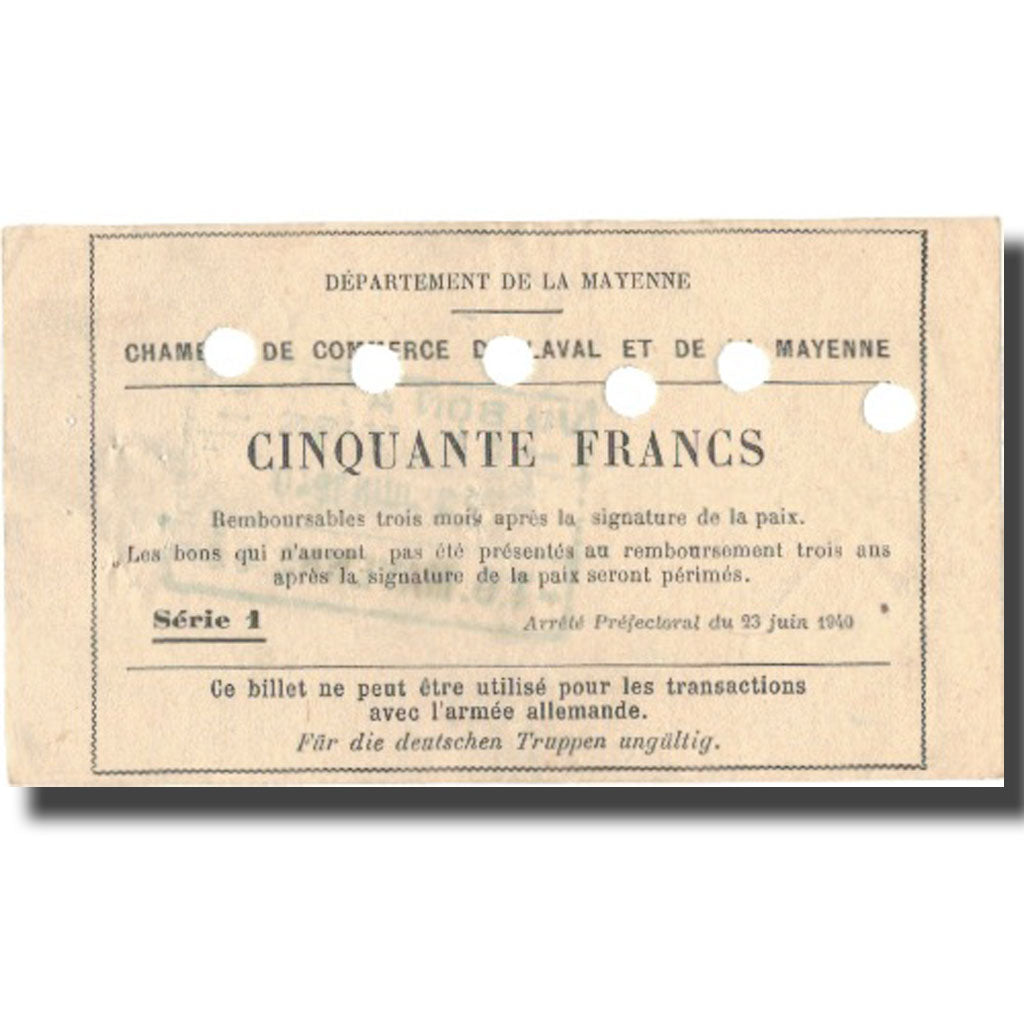 DÉPARTEMENT DE LA MAYENNE
DE LAVAL ET DE MAYENNE
CINQUANTE FRANCS
Remboursables trois mois après la signature de la paix.
Les bons qui n'auront pas été présentés au remboursement trois ans
après la signature de la paix seront périmés.
Série 1
Arrêté Préfectoral du 23 juin 1940
Ce billet ne peut être utilisé pour les transactions
avec l'armée allemande.
Für die deutschen Truppen ungültig.